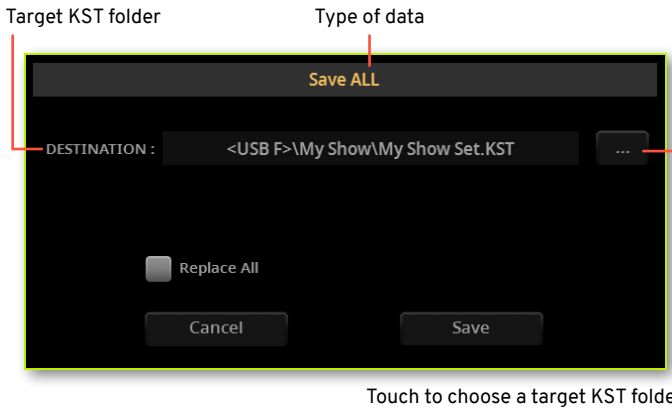 Target KST folder Type of data
Save ALL
DESTINATION : <USB F>\My Show\My Show Set.KST ...
Replace All
Cancel Save
Touch to choose a target KST folde